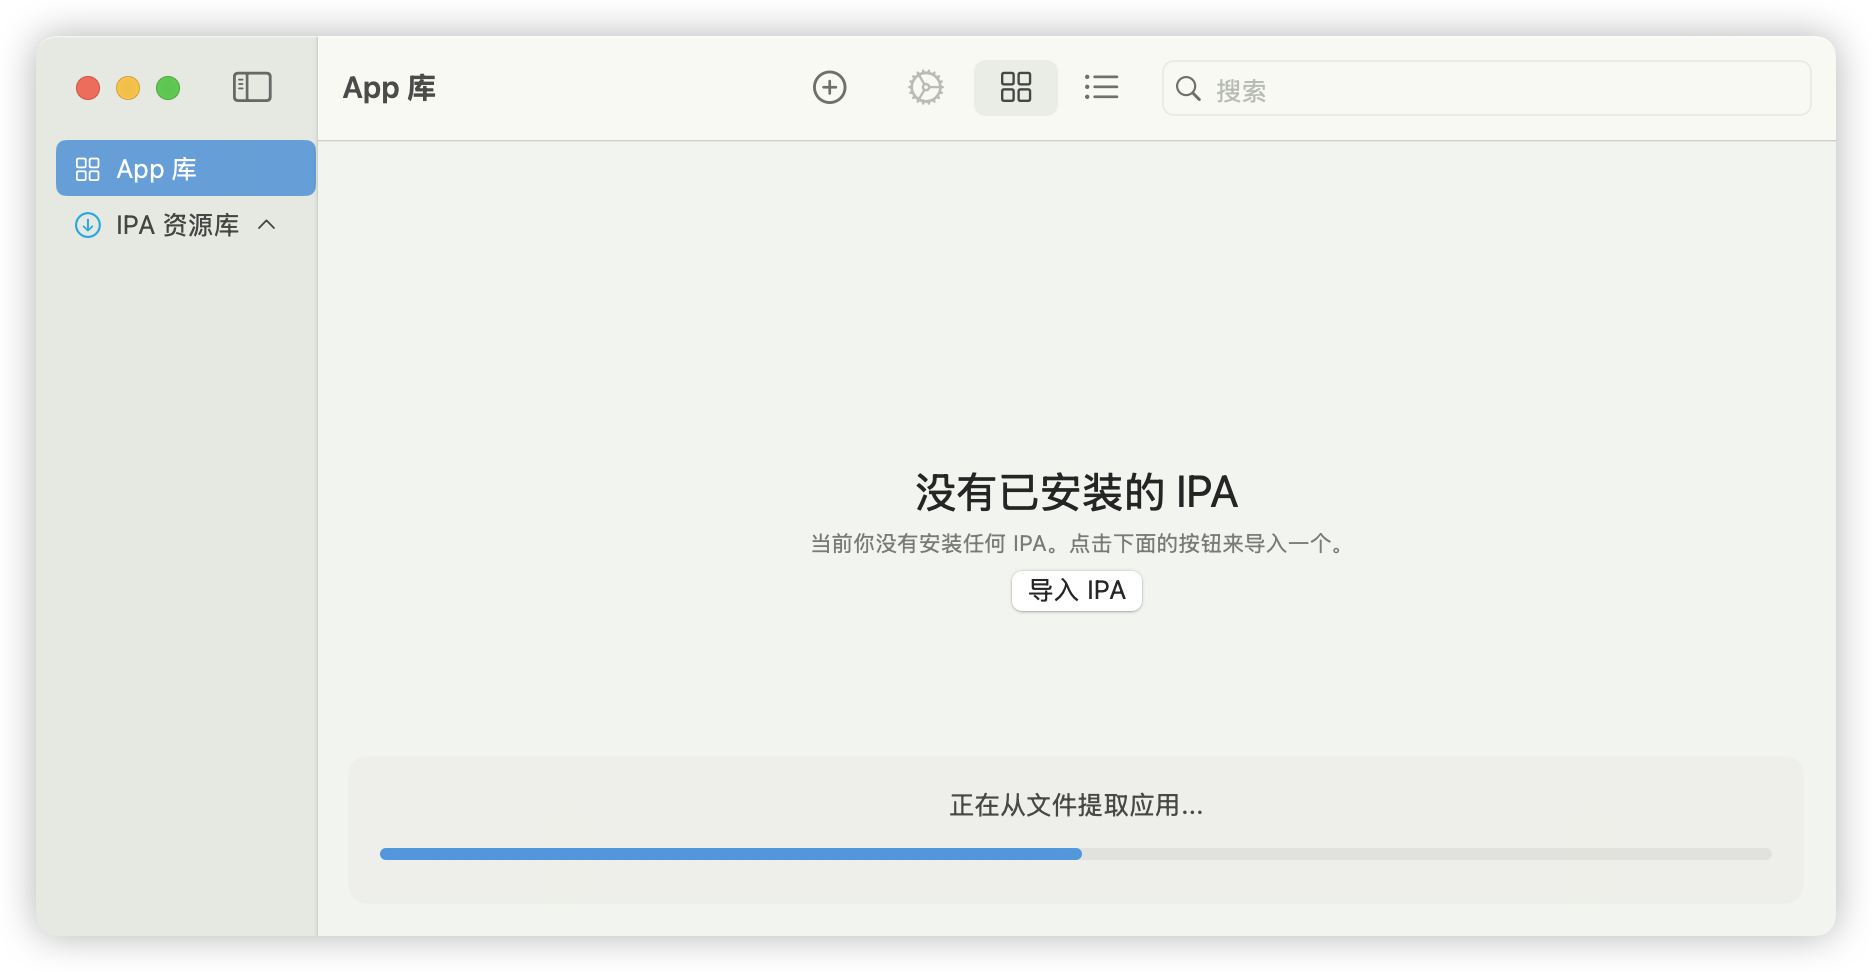 App 库
搜索
App 库
IPA 资源库
没有已安装的 IPA
当前你没有安装任何 IPA。点击下面的按钮来导入一个。
导入 IPA
正在从文件提取应用...